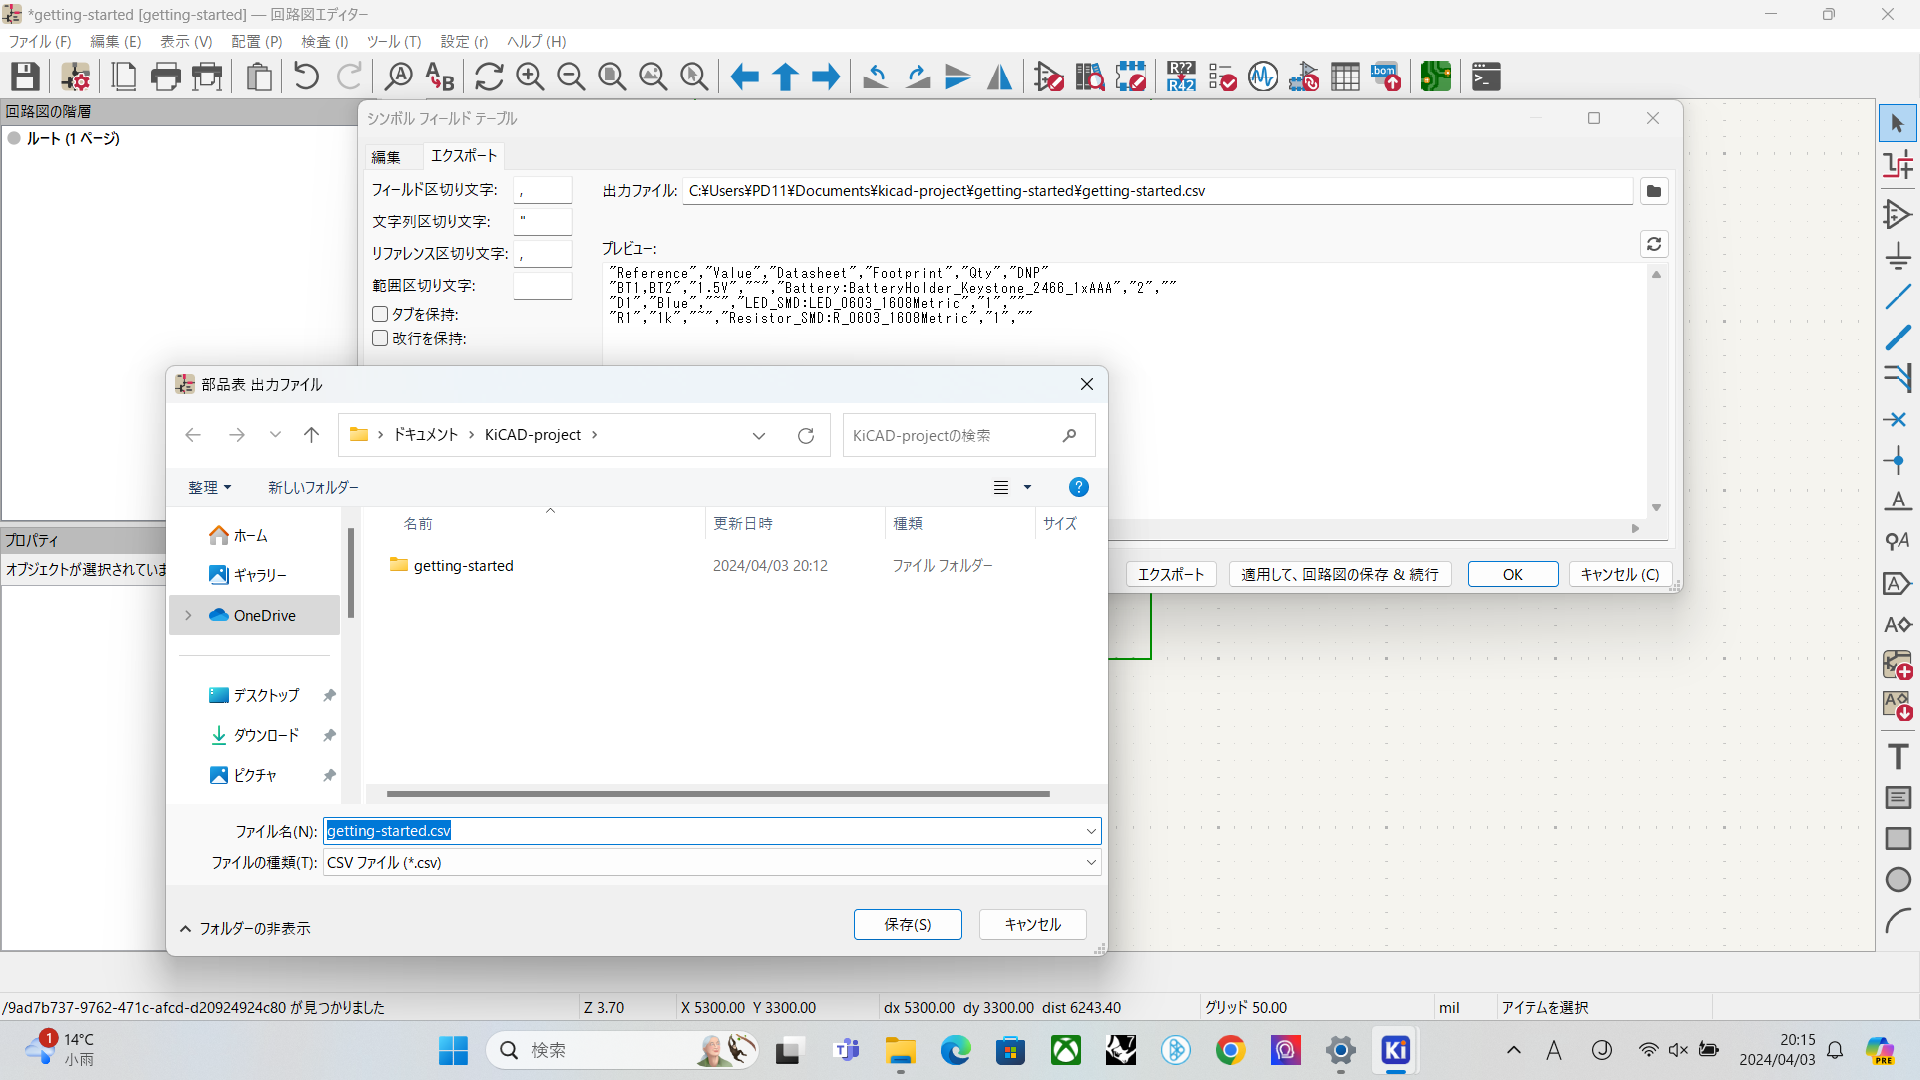 *getting-started [getting-started] — 回路図エディター
ファイル (F) 編集 (E) 表示 (V) 配置 (P) 検査 (I) ツール (T) 設定 (r) ヘルプ (H)
回路図の階層
ルート (1 ページ)
シンボル フィールド テーブル
編集 エクスポート
フィールド区切り文字: ,
出力ファイル: C:¥Users¥PD11¥Documents¥kicad-project¥getting-started¥getting-started.csv
文字列区切り文字: "
リファレンス区切り文字: ,
プレビュー:
範囲区切り文字:
タブを保持:
改行を保持:
"Reference","Value","Datasheet","Footprint","Qty","DNP"
"BT1,BT2","1.5V","~","Battery:BatteryHolder_Keystone_2466_1xAAA","2",""
"D1","Blue","~","LED_SMD:LED_0603_1608Metric","1",""
"R1","1k","~","Resistor_SMD:R_0603_1608Metric","1",""
エクスポート 適用して、回路図の保存 & 続行 OK キャンセル (C)
プロパティ
オブジェクトが選択されていま
部品表 出力ファイル
ドキュメント › KiCAD-project ›
KiCAD-projectの検索
整理 新しいフォルダー
ホーム
ギャラリー
OneDrive
デスクトップ
ダウンロード
ピクチャ
名前 更新日時 種類 サイズ
getting-started 2024/04/03 20:12 ファイル フォルダー
ファイル名(N): getting-started.csv
ファイルの種類(T): CSV ファイル (*.csv)
フォルダーの非表示
保存(S) キャンセル
/9ad7b737-9762-471c-afcd-d20924924c80 が見つかりました Z 3.70 X 5300.00 Y 3300.00 dx 5300.00 dy 3300.00 dist 6243.40 グリッド 50.00 mil アイテムを選択
1
14°C
小雨
検索
20:15
2024/04/03